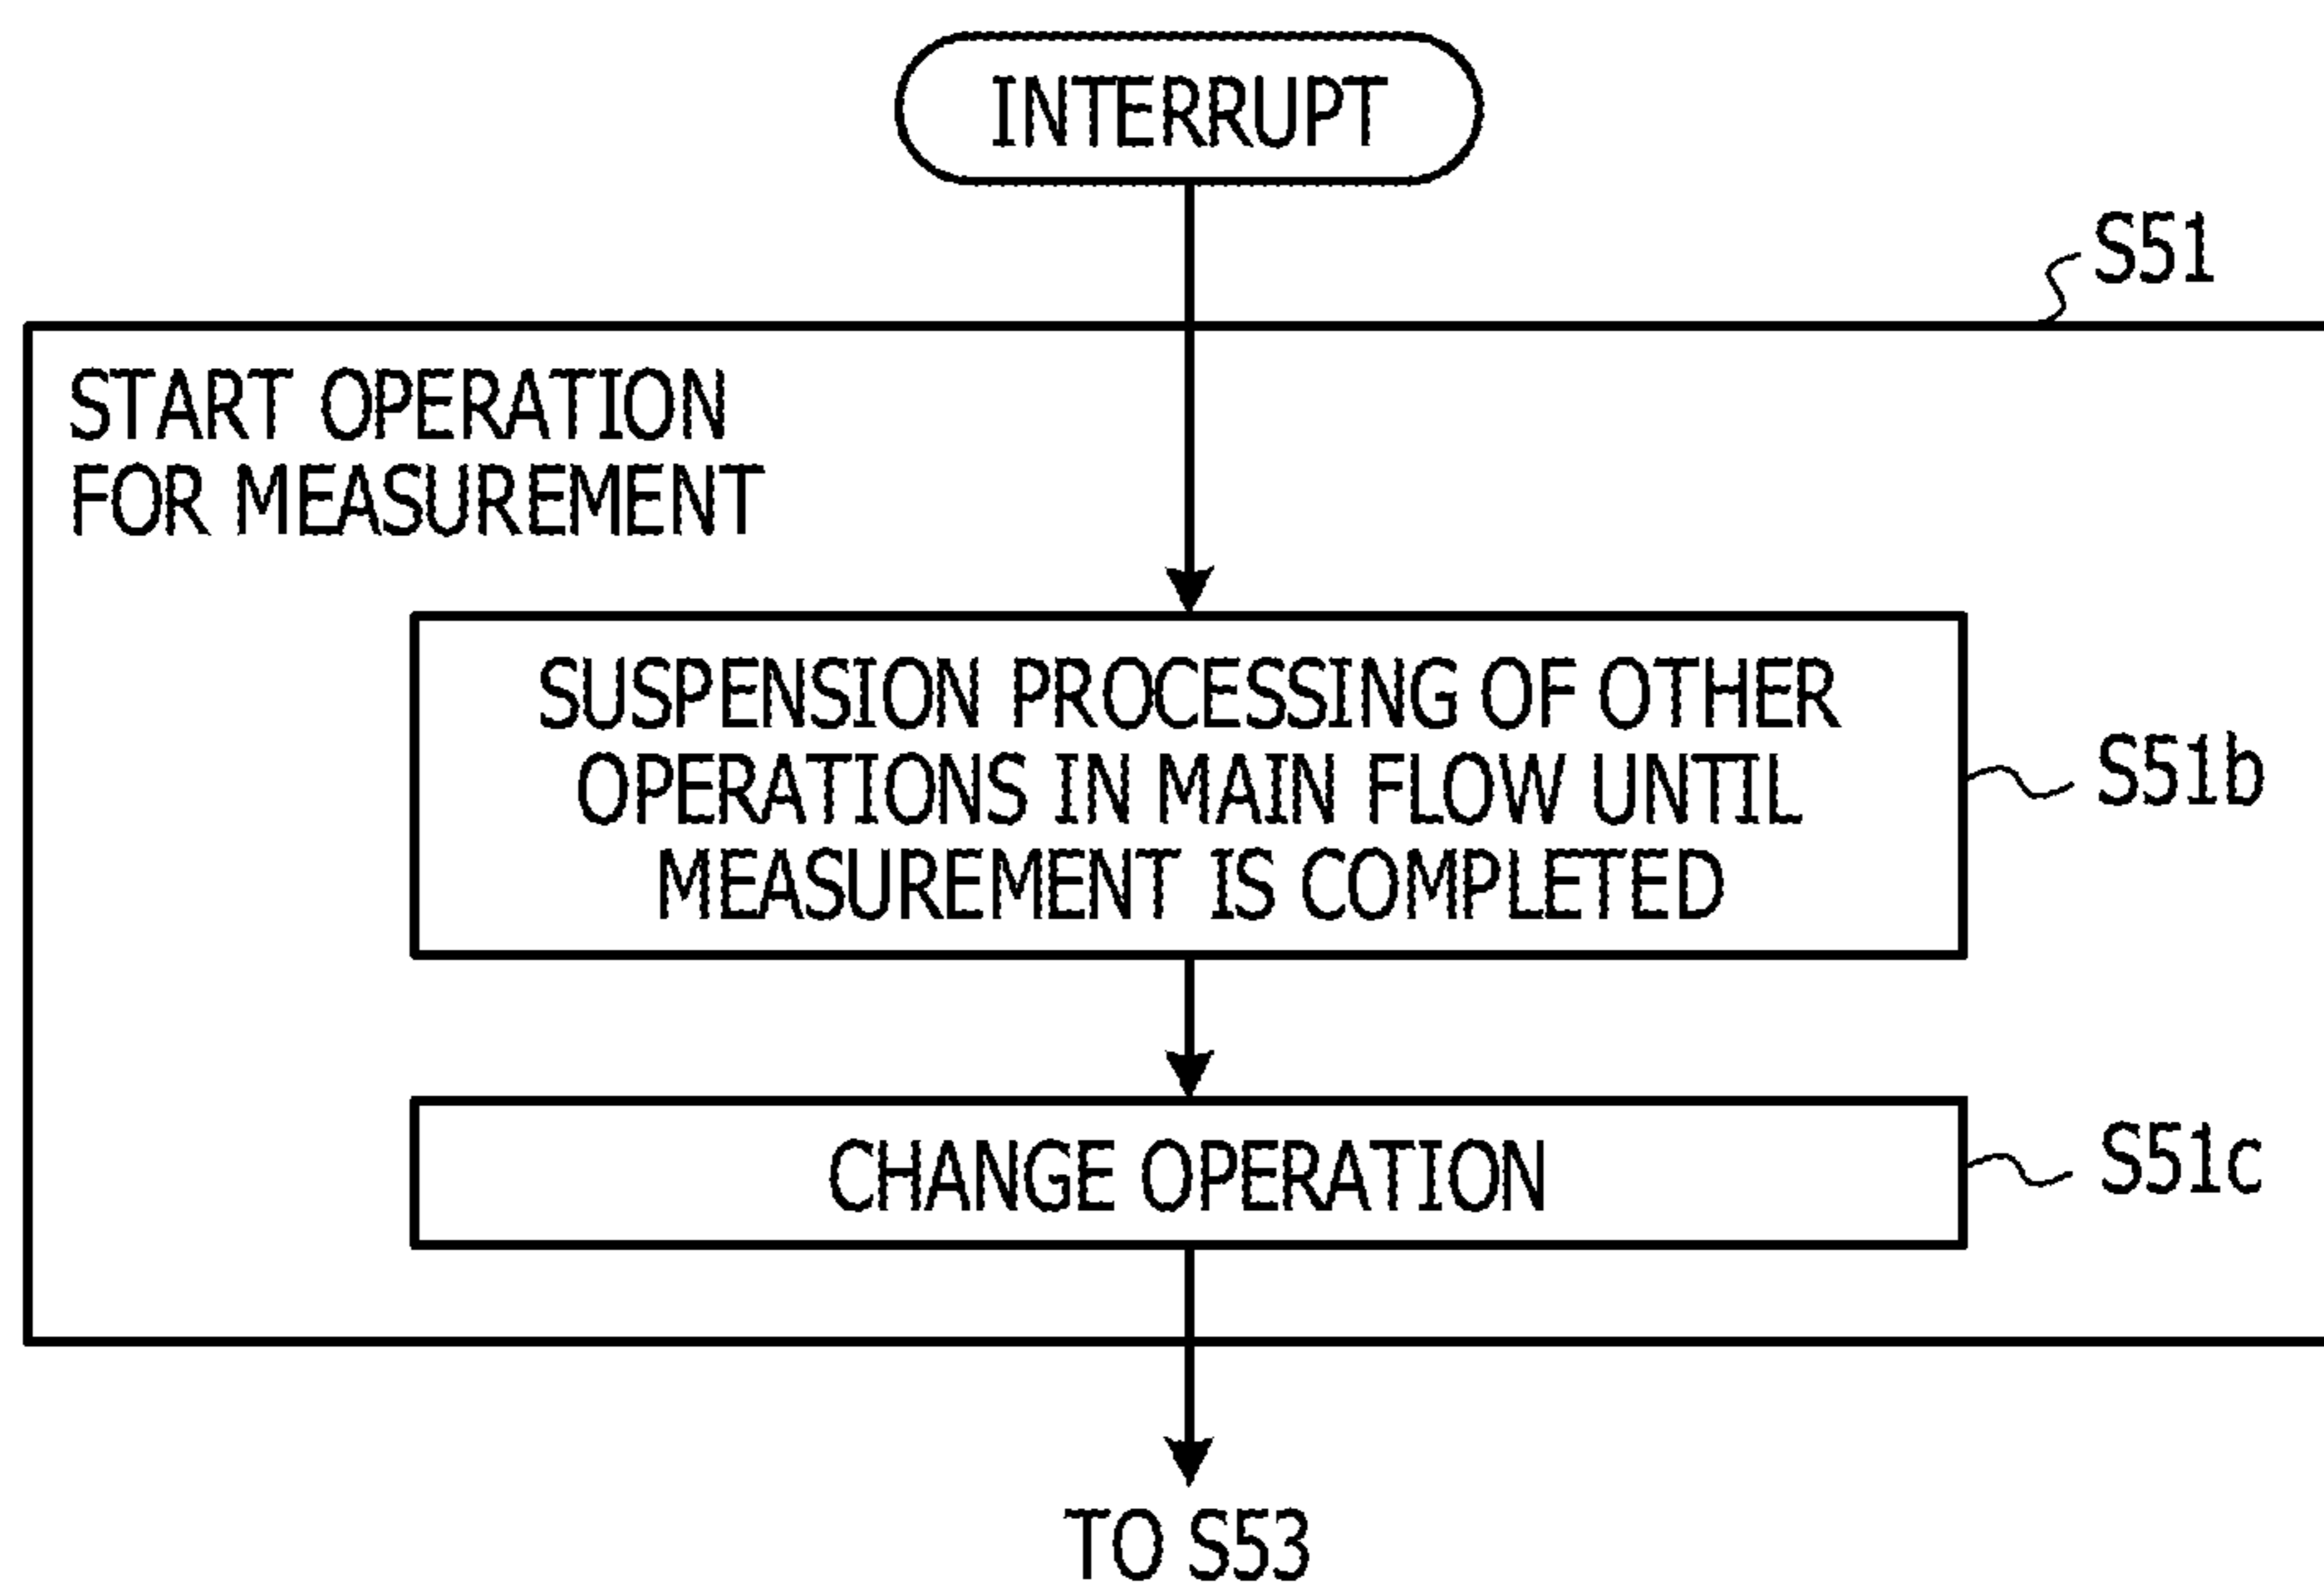 INTERRUPT
S51
START OPERATION
FOR MEASUREMENT
SUSPENSION PROCESSING OF OTHER
OPERATIONS IN MAIN FLOW UNTIL
MEASUREMENT IS COMPLETED
S51b
CHANGE OPERATION
S51c
TO S53